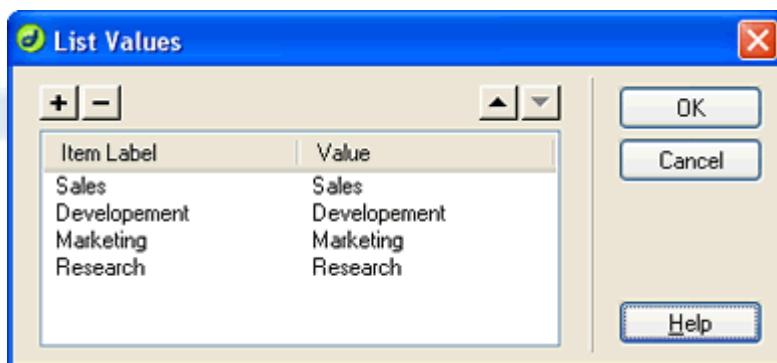 List Values
+ −
OK
Cancel
Item Label Value
Sales Sales
Developement Developement
Marketing Marketing
Research Research
Help